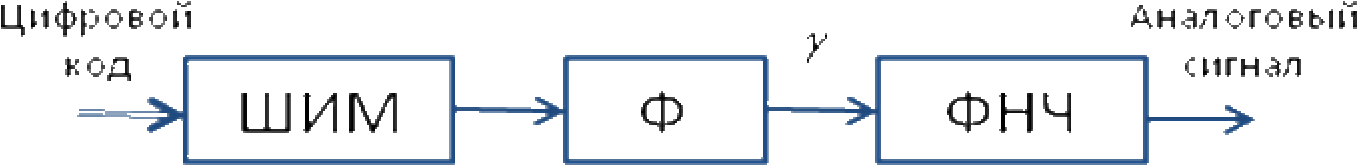 Цифровой
код
ШИМ
Ф
γ
ФНЧ
Аналоговый
сигнал